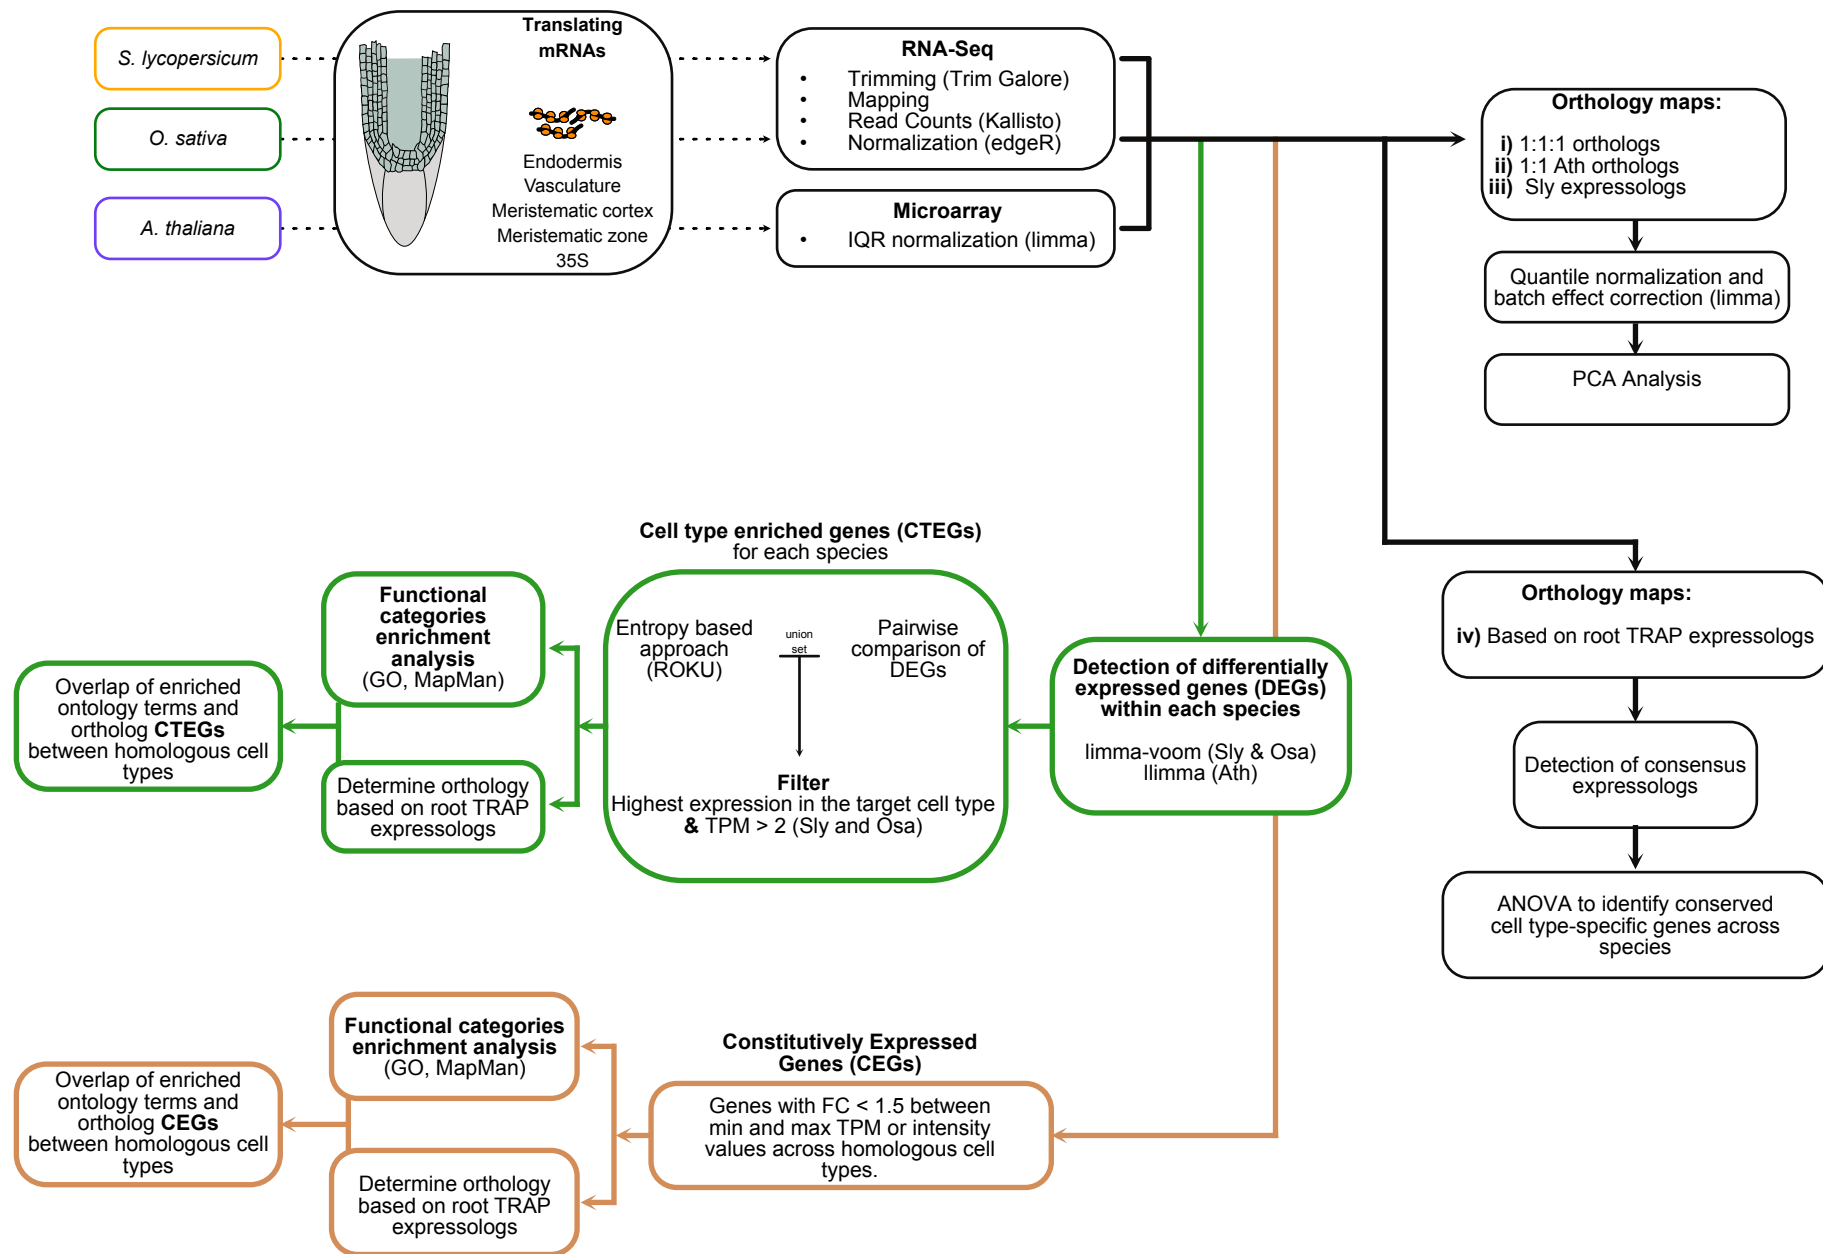 S. lycopersicum
O. sativa
A. thaliana
Translating
mRNAs
Endodermis
Vasculature
Meristematic cortex
Meristematic zone
35S
RNA-Seq
• Trimming (Trim Galore)
• Mapping
• Read Counts (Kallisto)
• Normalization (edgeR)
Microarray
• IQR normalization (limma)
Orthology maps:
i) 1:1:1 orthologs
ii) 1:1 Ath orthologs
iii) Sly expressologs
Quantile normalization and
batch effect correction (limma)
PCA Analysis
Orthology maps:
iv) Based on root TRAP expressologs
Detection of consensus
expressologs
ANOVA to identify conserved
cell type-specific genes across
species
Detection of differentially
expressed genes (DEGs)
within each species
limma-voom (Sly & Osa)
llimma (Ath)
Cell type enriched genes (CTEGs)
for each species
Entropy based
approach
(ROKU)
union
set
Pairwise
comparison of
DEGs
Filter
Highest expression in the target cell type
& TPM > 2 (Sly and Osa)
Functional
categories
enrichment
analysis
(GO, MapMan)
Determine orthology
based on root TRAP
expressologs
Overlap of enriched
ontology terms and
ortholog CTEGs
between homologous cell
types
Constitutively Expressed
Genes (CEGs)
Genes with FC < 1.5 between
min and max TPM or intensity
values across homologous cell
types.
Functional categories
enrichment analysis
(GO, MapMan)
Determine orthology
based on root TRAP
expressologs
Overlap of enriched
ontology terms and
ortholog CEGs
between homologous cell
types